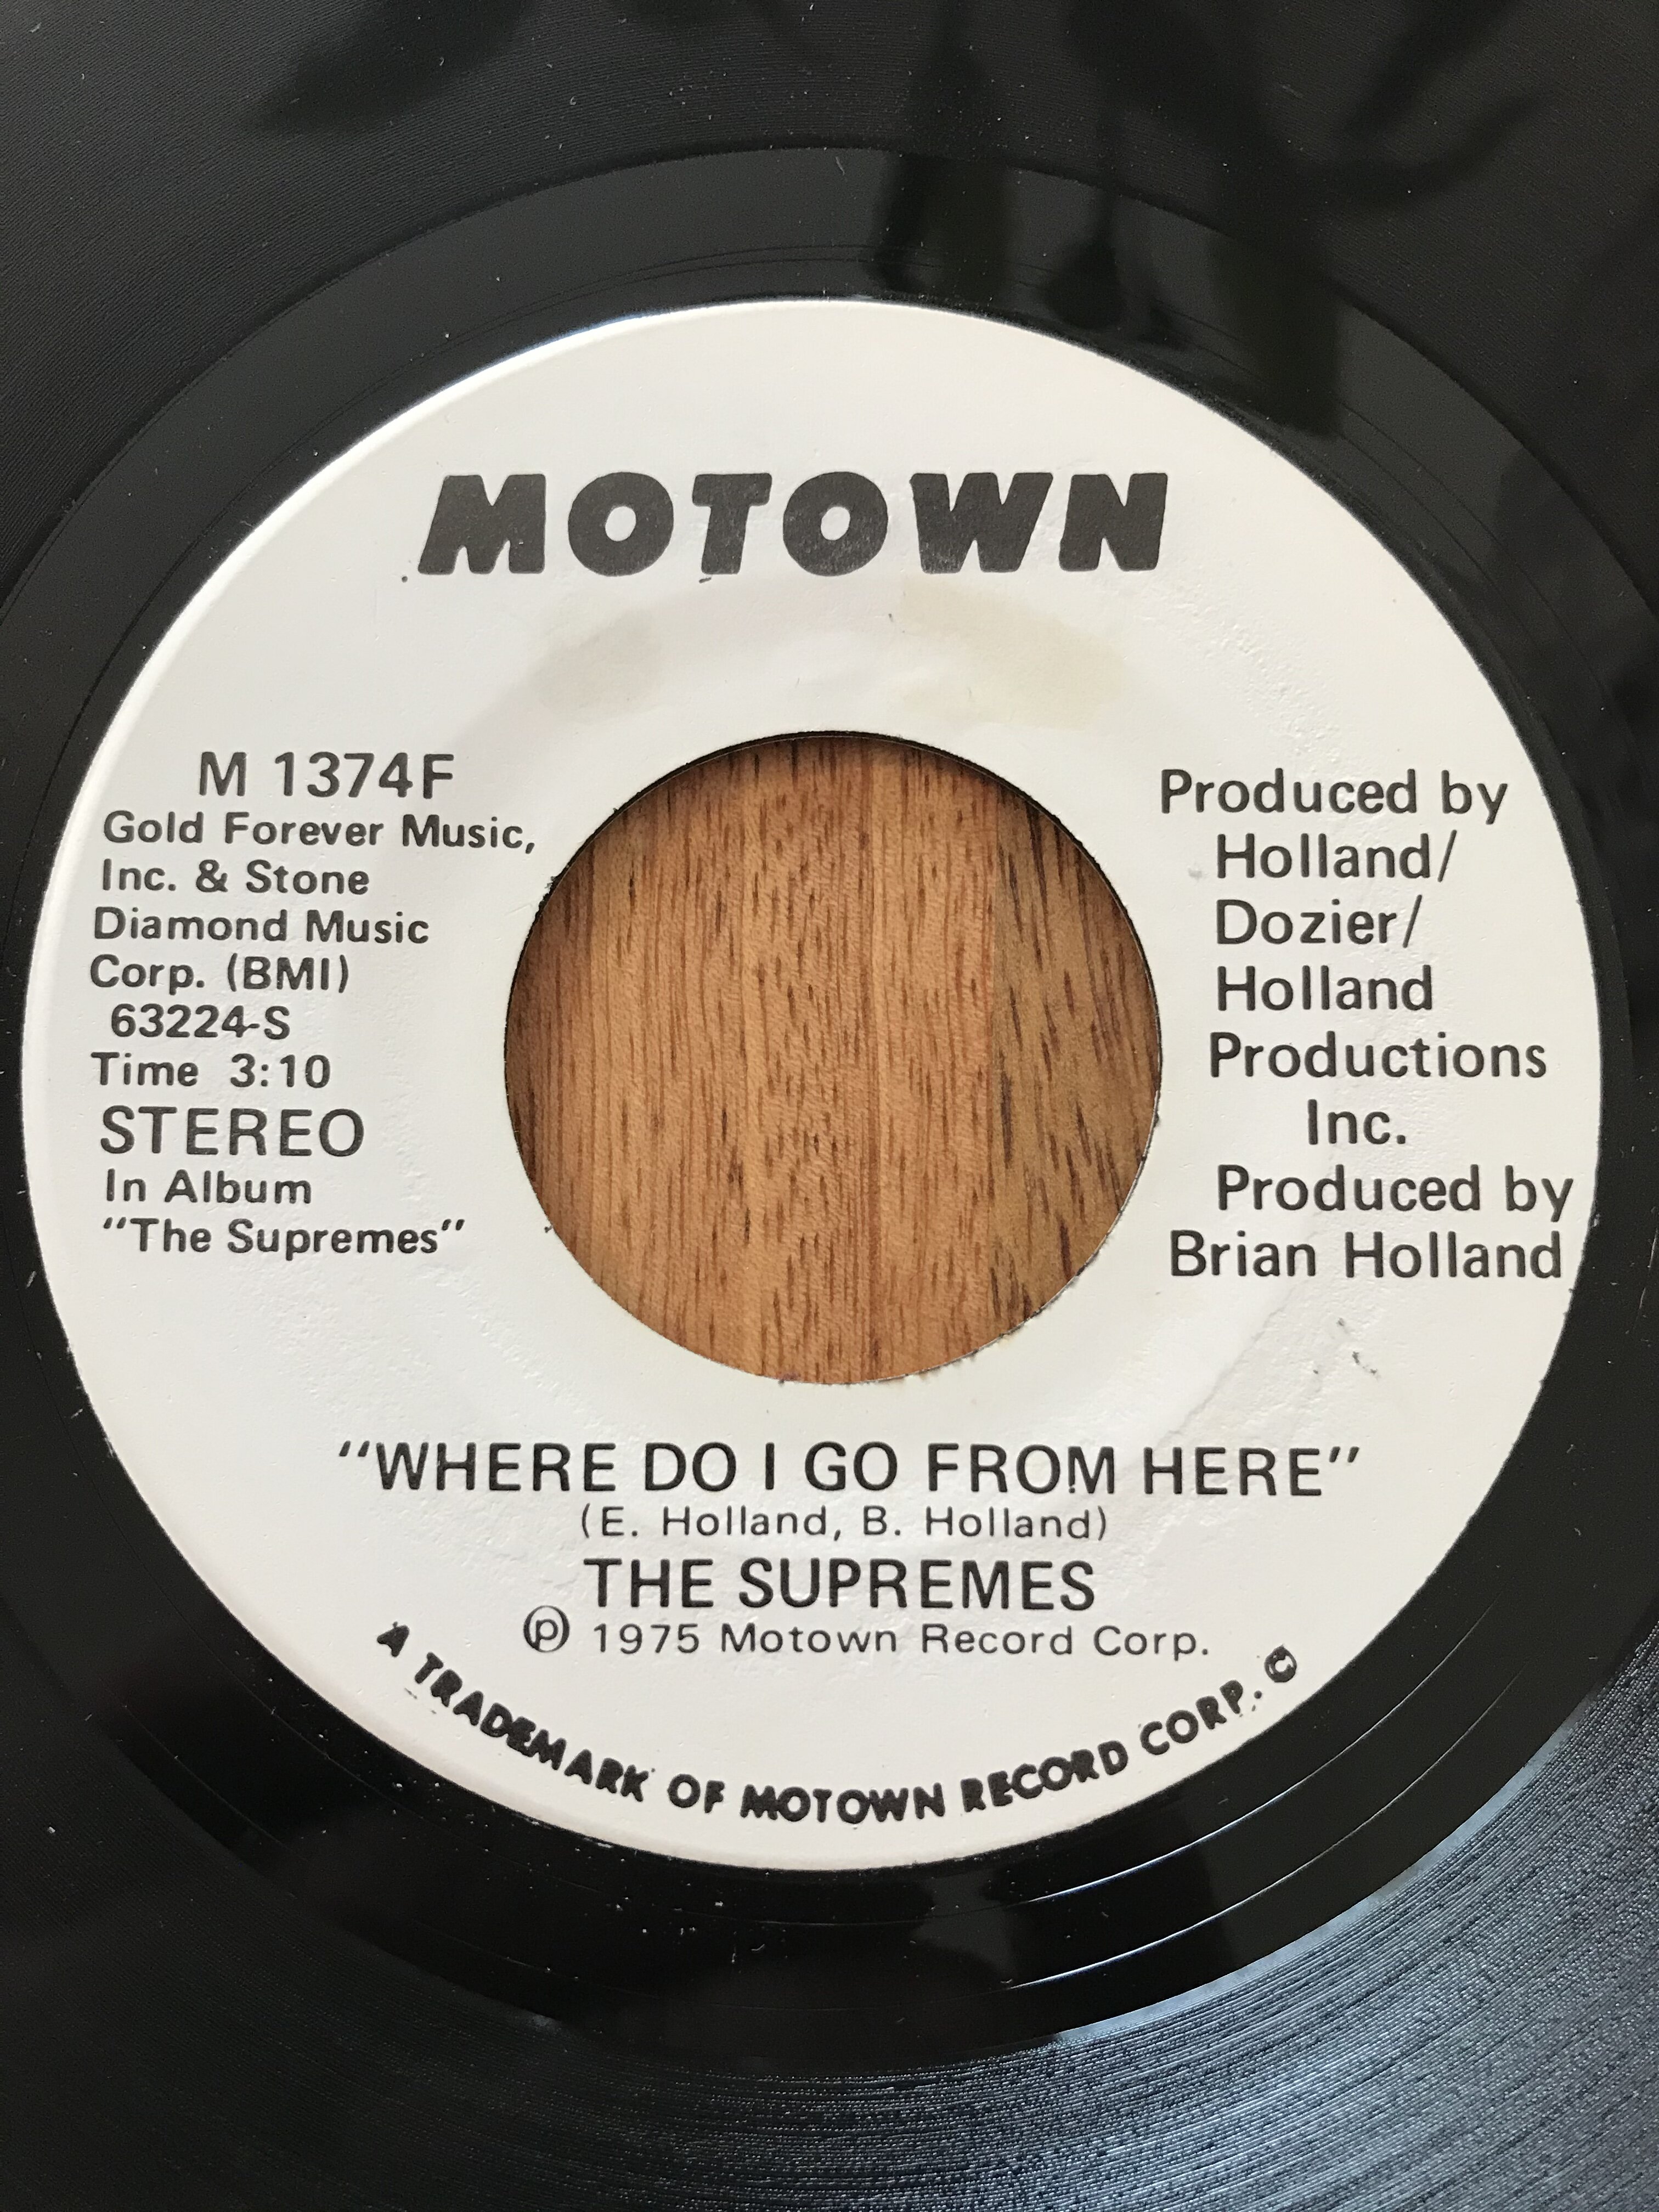 MOTOWN
M 1374F
Gold Forever Music,
Inc. & Stone
Diamond Music
Corp. (BMI)
63224-S
Time 3:10
STEREO
In Album
“The Supremes”
Produced by
Holland/
Dozier/
Holland
Productions
Inc.
Produced by
Brian Holland
“WHERE DO I GO FROM HERE”
(E. Holland, B. Holland)
THE SUPREMES
℗ 1975 Motown Record Corp.
A TRADEMARK OF MOTOWN RECORD CORP. ©